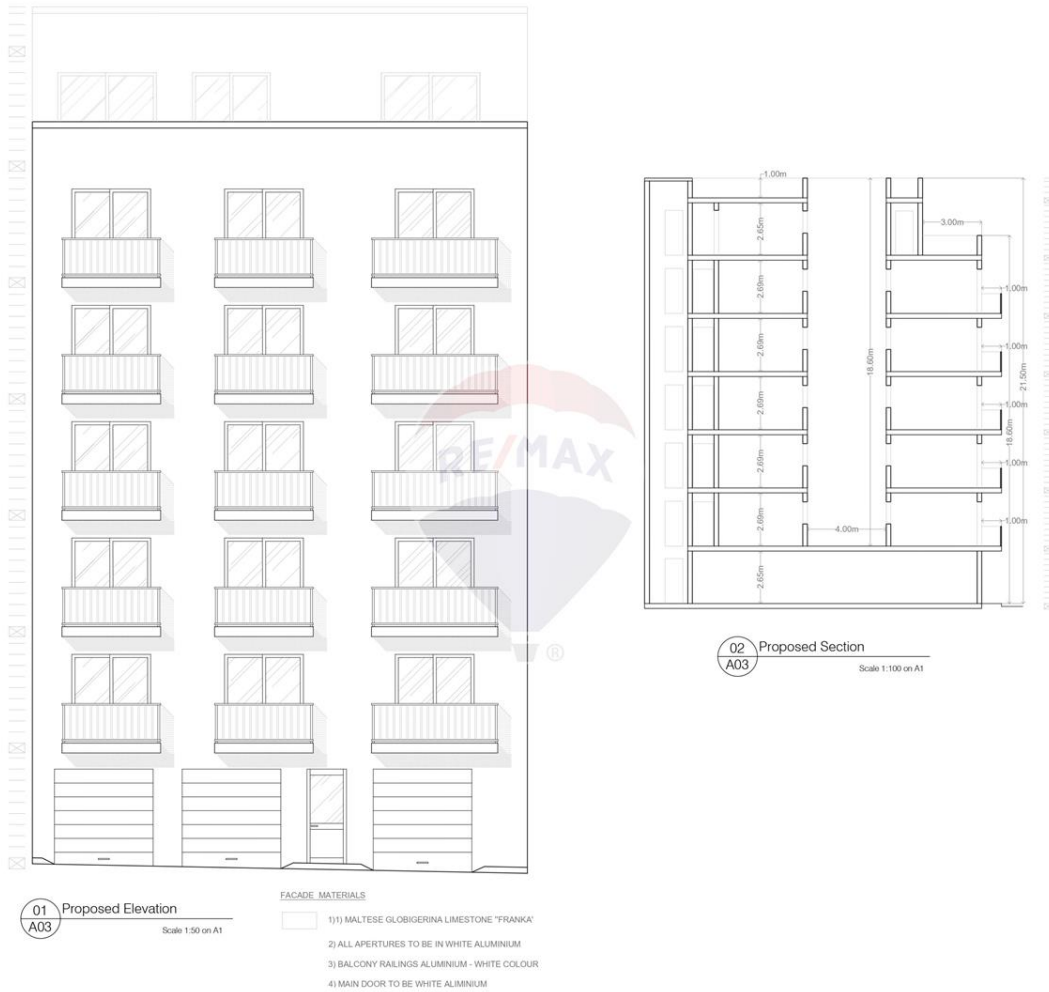 1.00m
3.00m
2.65m
2.69m
1.00m
2.69m
1.00m
18.60m
21.50m
2.69m
1.00m
18.60m
2.69m
1.00m
4.00m
2.69m
1.00m
2.65m
RE/MAX
®
02
A03
Proposed Section
Scale 1:100 on A1
01
A03
Proposed Elevation
Scale 1:50 on A1
FACADE MATERIALS
1)1) MALTESE GLOBIGERINA LIMESTONE "FRANKA'
2) ALL APERTURES TO BE IN WHITE ALUMINIUM
3) BALCONY RAILINGS ALUMINIUM - WHITE COLOUR
4) MAIN DOOR TO BE WHITE ALIMINIUM